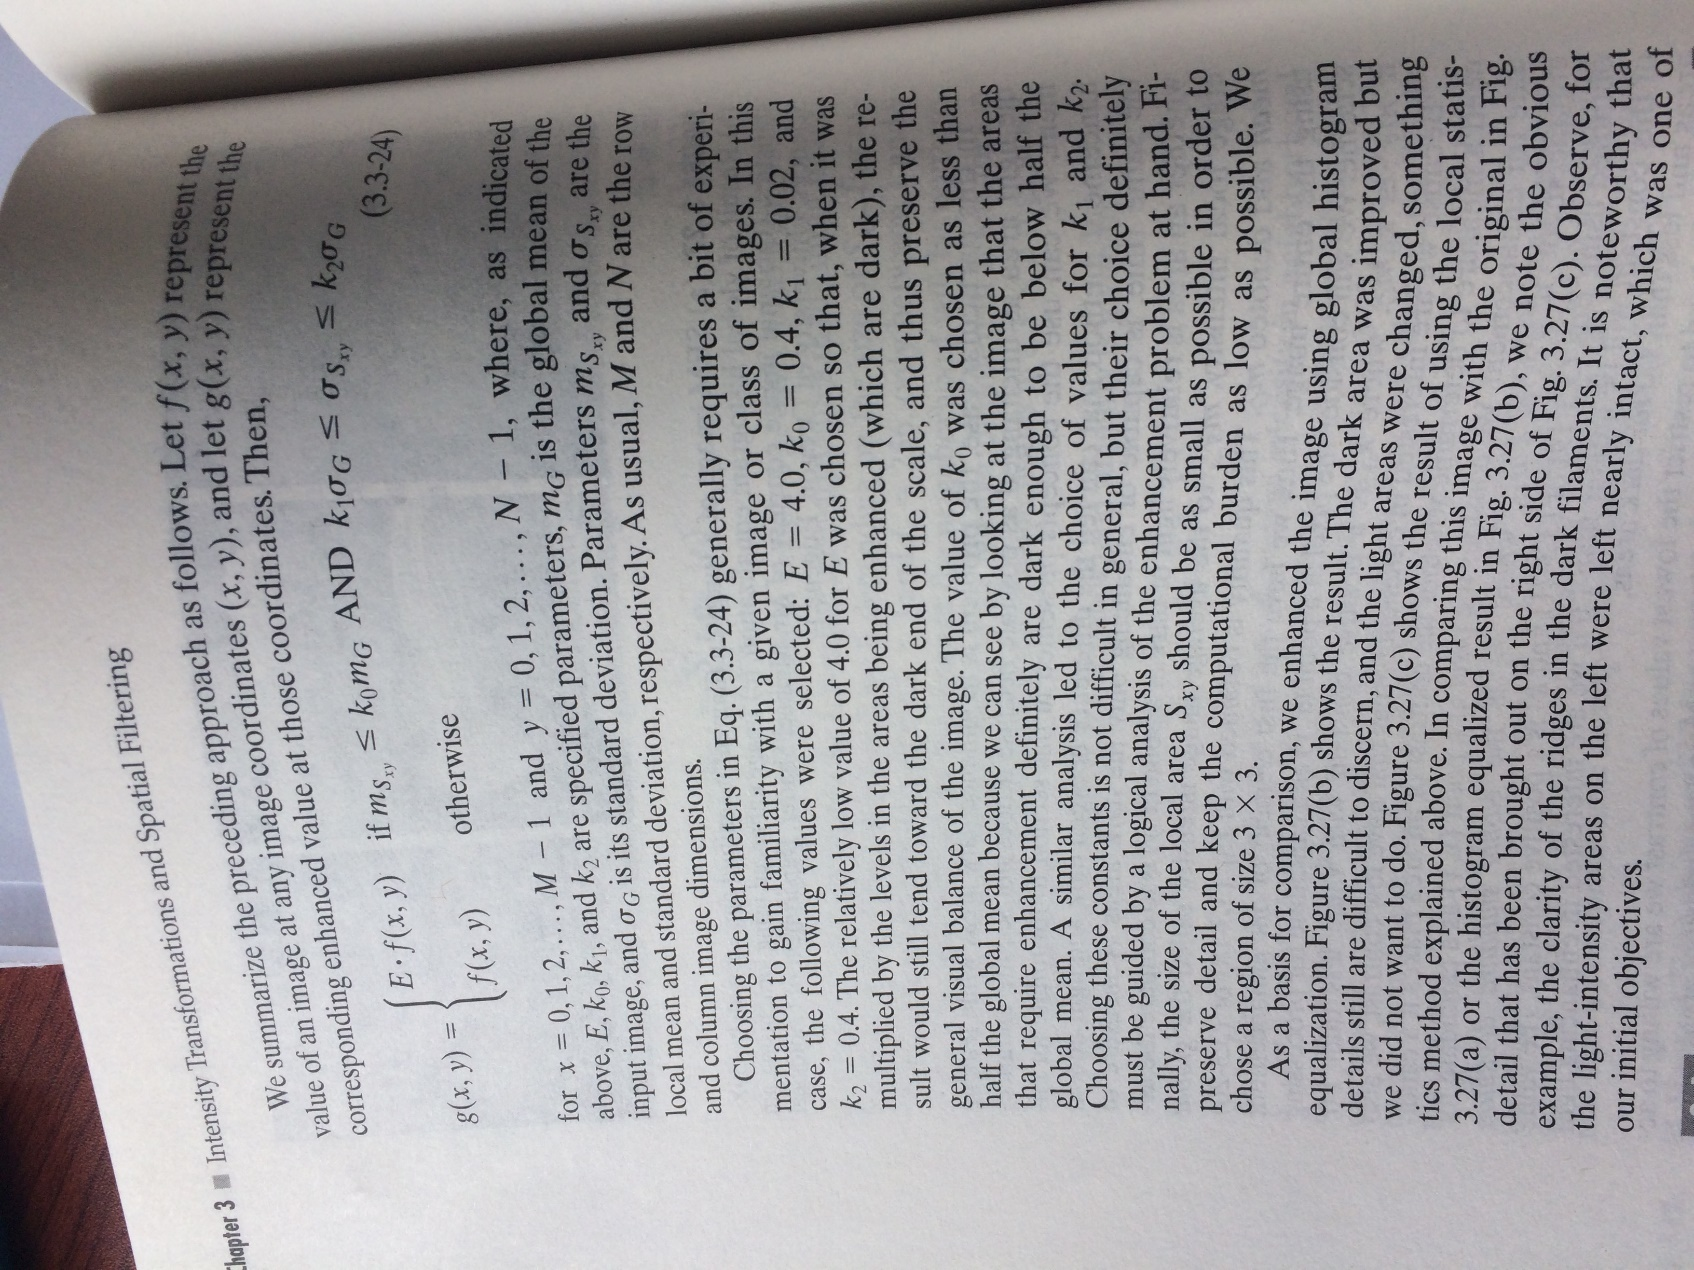 Chapter 3 ■ Intensity Transformations and Spatial Filtering
We summarize the preceding approach as follows. Let f(x, y) represent the
value of an image at any image coordinates (x, y), and let g(x, y) represent the
corresponding enhanced value at those coordinates. Then,
g(x, y) = { E · f(x, y) if m_{S_{xy}} ≤ k₀m_G AND k₁σ_G ≤ σ_{S_{xy}} ≤ k₂σ_G
f(x, y) otherwise
(3.3-24)
for x = 0, 1, 2, …, M − 1 and y = 0, 1, 2, …, N − 1, where, as indicated
above, E, k₀, k₁, and k₂ are specified parameters, m_G is the global mean of the
input image, and σ_G is its standard deviation. Parameters m_{S_{xy}} and σ_{S_{xy}} are the
local mean and standard deviation, respectively. As usual, M and N are the row
and column image dimensions.
Choosing the parameters in Eq. (3.3-24) generally requires a bit of experi-
mentation to gain familiarity with a given image or class of images. In this
case, the following values were selected: E = 4.0, k₀ = 0.4, k₁ = 0.02, and
k₂ = 0.4. The relatively low value of 4.0 for E was chosen so that, when it was
multiplied by the levels in the areas being enhanced (which are dark), the re-
sult would still tend toward the dark end of the scale, and thus preserve the
general visual balance of the image. The value of k₀ was chosen as less than
half the global mean because we can see by looking at the image that the areas
that require enhancement definitely are dark enough to be below half the
global mean. A similar analysis led to the choice of values for k₁ and k₂.
Choosing these constants is not difficult in general, but their choice definitely
must be guided by a logical analysis of the enhancement problem at hand. Fi-
nally, the size of the local area S_{xy} should be as small as possible in order to
preserve detail and keep the computational burden as low as possible. We
chose a region of size 3 × 3.
As a basis for comparison, we enhanced the image using global histogram
equalization. Figure 3.27(b) shows the result. The dark area was improved but
details still are difficult to discern, and the light areas were changed, something
we did not want to do. Figure 3.27(c) shows the result of using the local statis-
tics method explained above. In comparing this image with the original in Fig.
3.27(a) or the histogram equalized result in Fig. 3.27(b), we note the obvious
detail that has been brought out on the right side of Fig. 3.27(c). Observe, for
example, the clarity of the ridges in the dark filaments. It is noteworthy that
the light-intensity areas on the left were left nearly intact, which was one of
our initial objectives.